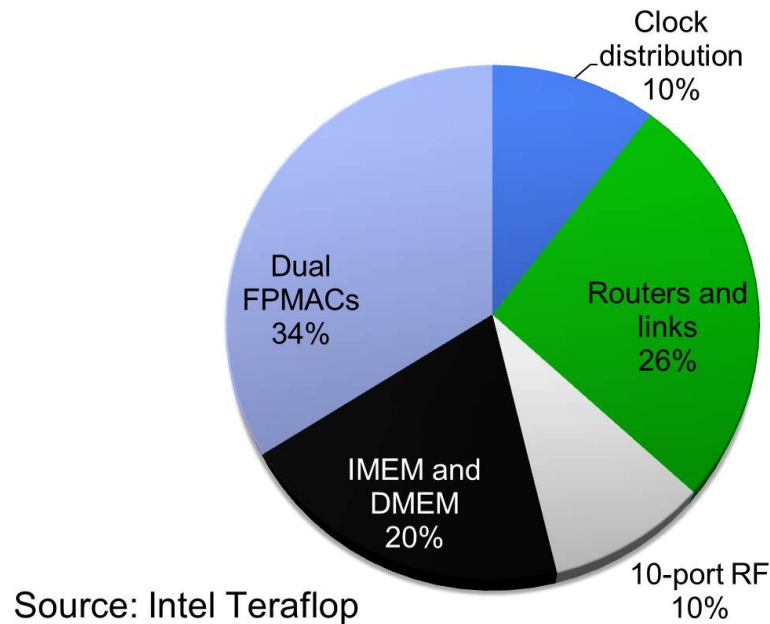 Clock
distribution
10%
Routers and
links
26%
10-port RF
10%
IMEM and
DMEM
20%
Dual
FPMACs
34%
Source: Intel Teraflop